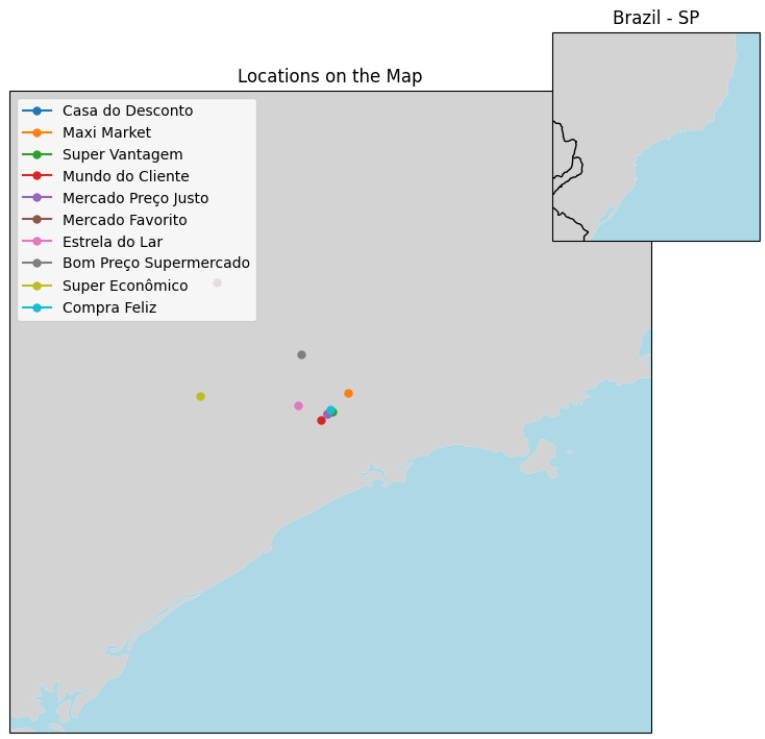 Brazil - SP
Locations on the Map
Casa do Desconto
Maxi Market
Super Vantagem
Mundo do Cliente
Mercado Preço Justo
Mercado Favorito
Estrela do Lar
Bom Preço Supermercado
Super Econômico
Compra Feliz